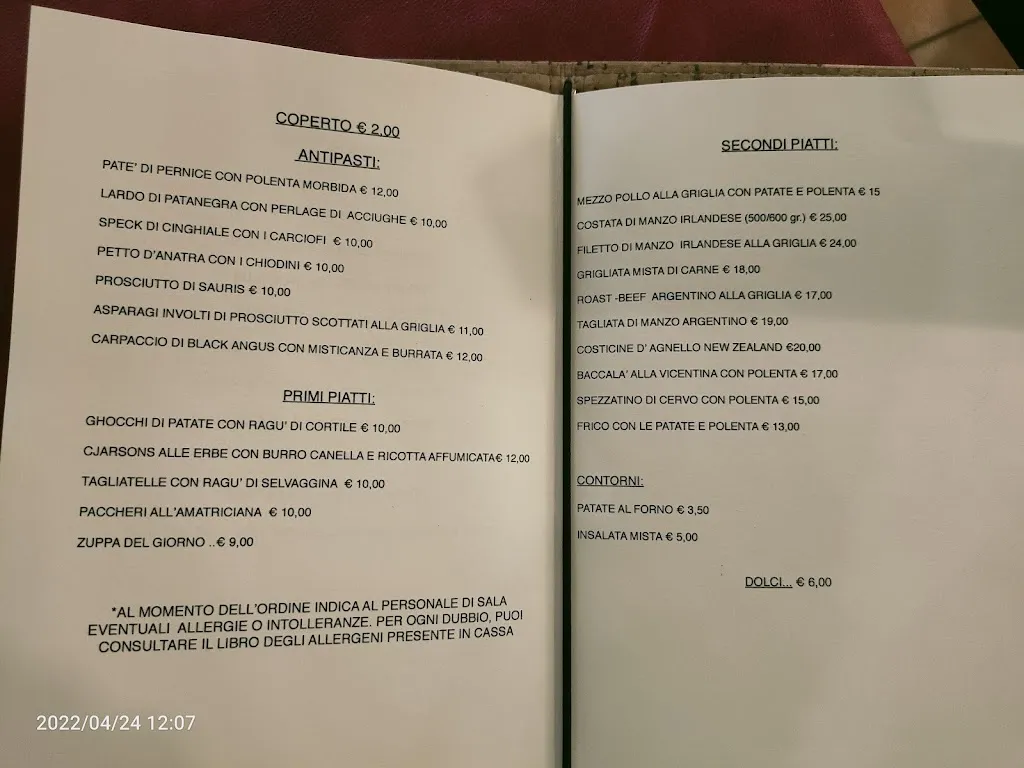 COPERTO € 2,00
ANTIPASTI:
PATE' DI PERNICE CON POLENTA MORBIDA € 12,00
LARDO DI PATANEGRA CON PERLAGE DI ACCIUGHE € 10,00
SPECK DI CINGHIALE CON I CARCIOFI € 10,00
PETTO D'ANATRA CON I CHIODINI € 10,00
PROSCIUTTO DI SAURIS € 10,00
ASPARAGI INVOLTI DI PROSCIUTTO SCOTTATI ALLA GRIGLIA € 11,00
CARPACCIO DI BLACK ANGUS CON MISTICANZA E BURRATA € 12,00
PRIMI PIATTI:
GHOCCHI DI PATATE CON RAGU' DI CORTILE € 10,00
CJARSONS ALLE ERBE CON BURRO CANELLA E RICOTTA AFFUMICATA€ 12,00
TAGLIATELLE CON RAGU' DI SELVAGGINA € 10,00
PACCHERI ALL'AMATRICIANA € 10,00
ZUPPA DEL GIORNO ..€ 9,00
*AL MOMENTO DELL'ORDINE INDICA AL PERSONALE DI SALA
EVENTUALI ALLERGIE O INTOLLERANZE. PER OGNI DUBBIO, PUOI
CONSULTARE IL LIBRO DEGLI ALLERGENI PRESENTE IN CASSA
SECONDI PIATTI:
MEZZO POLLO ALLA GRIGLIA CON PATATE E POLENTA € 15
COSTATA DI MANZO IRLANDESE (500/600 gr.) € 25,00
FILETTO DI MANZO IRLANDESE ALLA GRIGLIA € 24,00
GRIGLIATA MISTA DI CARNE € 18,00
ROAST -BEEF ARGENTINO ALLA GRIGLIA € 17,00
TAGLIATA DI MANZO ARGENTINO € 19,00
COSTICINE D' AGNELLO NEW ZEALAND €20,00
BACCALA' ALLA VICENTINA CON POLENTA € 17,00
SPEZZATINO DI CERVO CON POLENTA € 15,00
FRICO CON LE PATATE E POLENTA € 13,00
CONTORNI:
PATATE AL FORNO € 3,50
INSALATA MISTA € 5,00
DOLCI... € 6,00
2022/04/24 12:07